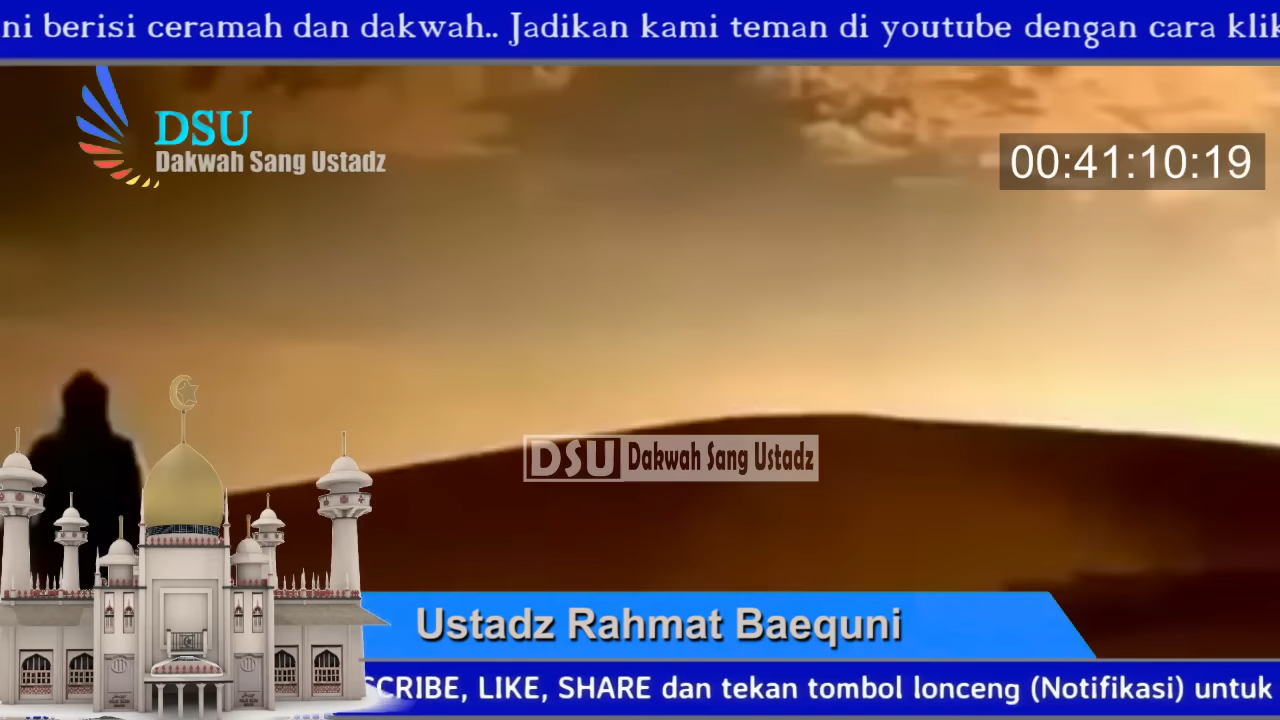 ni berisi ceramah dan dakwah.. Jadikan kami teman di youtube dengan cara klik
DSU
Dakwah Sang Ustadz
00:41:10:19
DSU Dakwah Sang Ustadz
Ustadz Rahmat Baequni
SCRIBE, LIKE, SHARE dan tekan tombol lonceng (Notifikasi) untuk